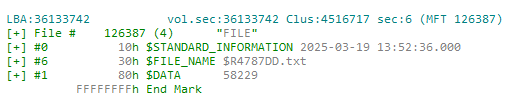 LBA:36133742 vol.sec:36133742 Clus:4516717 sec:6 (MFT 126387)
[+] File # 126387 (4) "FILE"
[+] #0 10h $STANDARD_INFORMATION 2025-03-19 13:52:36.000
[+] #6 30h $FILE_NAME $R4787DD.txt
[+] #1 80h $DATA 58229
FFFFFFFFh End Mark